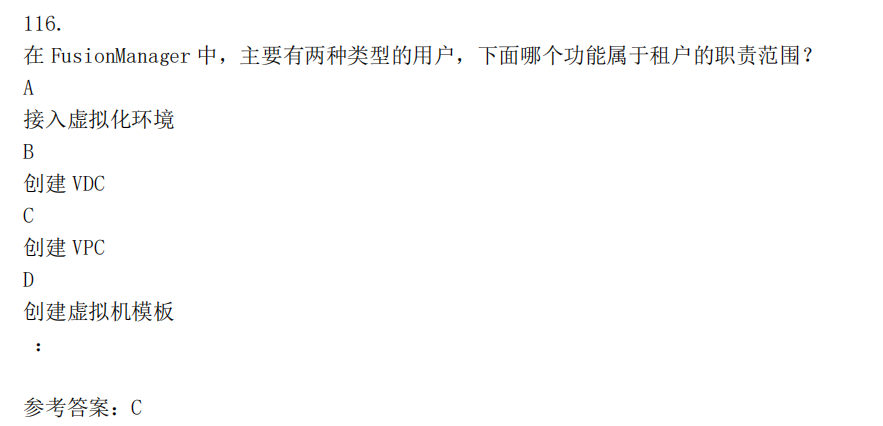 116.
在 FusionManager 中，主要有两种类型的用户，下面哪个功能属于租户的职责范围？
A
接入虚拟化环境
B
创建 VDC
C
创建 VPC
D
创建虚拟机模板
：
参考答案：C